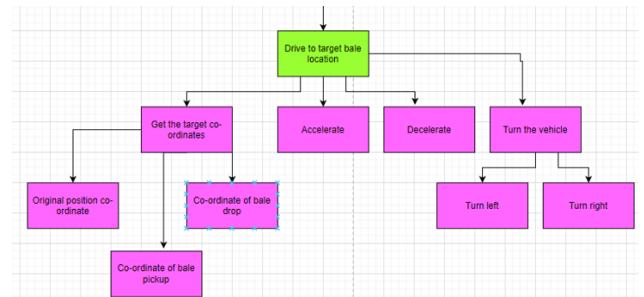 Drive to target bale
location
Get the target co-
ordinates
Accelerate
Decelerate
Turn the vehicle
Original position co-
ordinate
Co-ordinate of bale
drop
Turn left
Turn right
Co-ordinate of bale
pickup